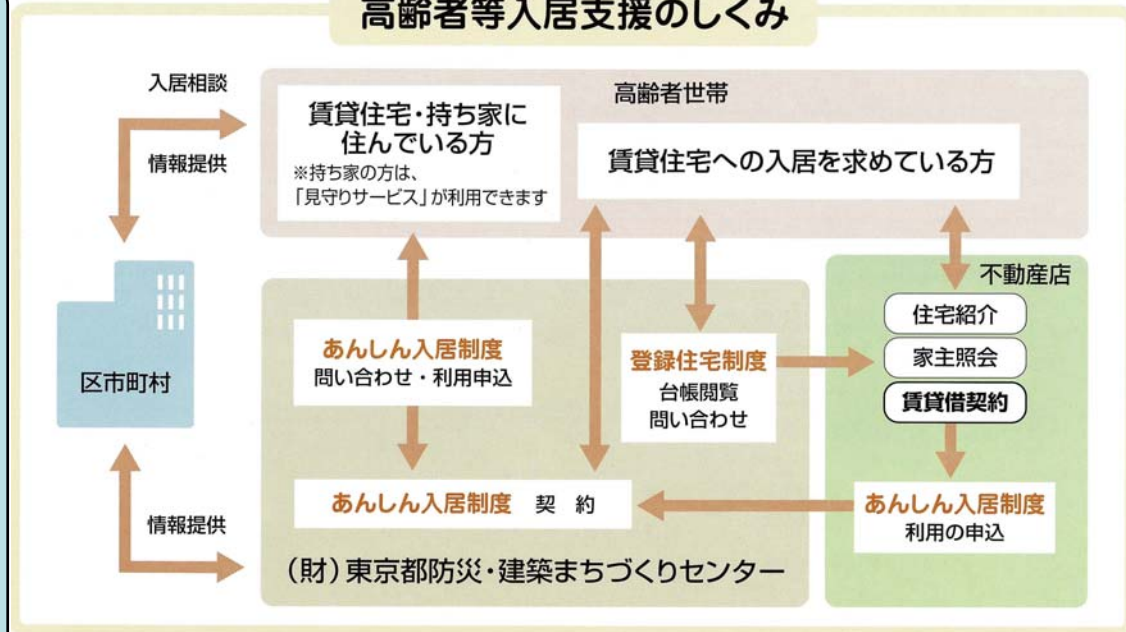 高齢者等入居支援のしくみ
入居相談
情報提供
高齢者世帯
賃貸住宅・持ち家に
住んでいる方
※持ち家の方は、
「見守りサービス」が利用できます
賃貸住宅への入居を求めている方
区市町村
あんしん入居制度
問い合わせ・利用申込
登録住宅制度
台帳閲覧
問い合わせ
不動産店
住宅紹介
家主照会
賃貸借契約
あんしん入居制度 契 約
あんしん入居制度
利用の申込
情報提供
(財)東京都防災・建築まちづくりセンター